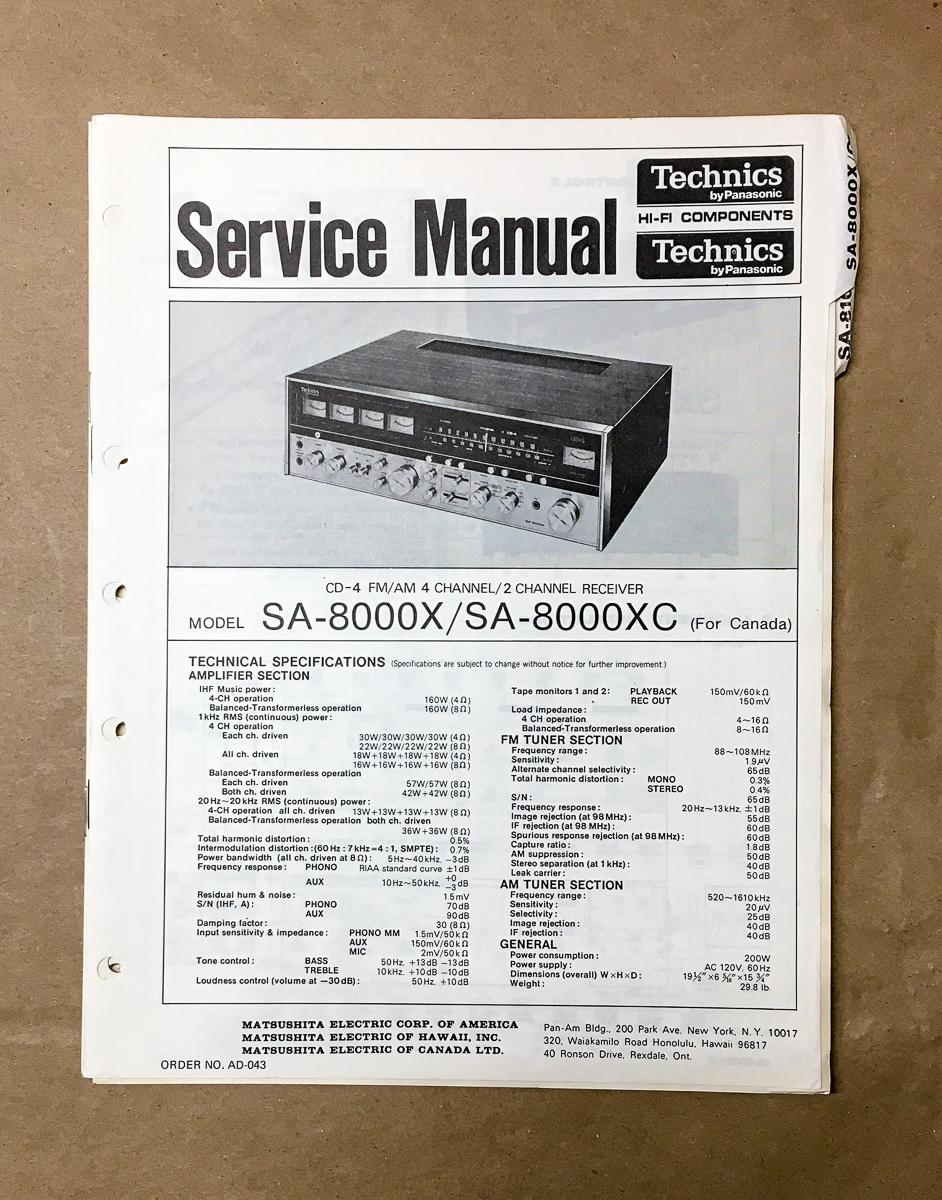 Service Manual
Technics
by Panasonic
HI-FI COMPONENTS
Technics
by Panasonic
SA-8000X/
SA-810
Technics
CD-4 FM/AM 4 CHANNEL/2 CHANNEL RECEIVER
MODEL SA-8000X/SA-8000XC (For Canada)
TECHNICAL SPECIFICATIONS (Specifications are subject to change without notice for further improvement.)
AMPLIFIER SECTION
IHF Music power:
4-CH operation 160W (4Ω)
Balanced-Transformerless operation 160W (8Ω)
1kHz RMS (continuous) power:
4 CH operation
Each ch. driven 30W/30W/30W/30W (4Ω)
22W/22W/22W/22W (8Ω)
All ch. driven 18W+18W+18W+18W (4Ω)
16W+16W+16W+16W (8Ω)
Balanced-Transformerless operation
Each ch. driven 57W/57W (8Ω)
Both ch. driven 42W+42W (8Ω)
20Hz~20kHz RMS (continuous) power:
4-CH operation all ch. driven 13W+13W+13W+13W (8Ω)
Balanced-Transformerless operation both ch. driven
36W+36W (8Ω)
Total harmonic distortion: 0.5%
Intermodulation distortion:(60Hz:7kHz=4:1, SMPTE): 0.7%
Power bandwidth (all ch. driven at 8Ω): 5Hz~40kHz, −3dB
Frequency response: PHONO RIAA standard curve ±1dB
AUX 10Hz~50kHz, +0 −3 dB
Residual hum & noise: 1.5mV
S/N (IHF, A): PHONO 70dB
AUX 90dB
Damping factor: 30 (8Ω)
Input sensitivity & impedance: PHONO MM 1.5mV/50kΩ
AUX 150mV/60kΩ
MIC 2mV/50kΩ
Tone control: BASS 50Hz, +13dB −13dB
TREBLE 10kHz, +10dB −10dB
Loudness control (volume at −30dB): 50Hz, +10dB
Tape monitors 1 and 2: PLAYBACK 150mV/60kΩ
REC OUT 150mV
Load impedance:
4 CH operation 4~16Ω
Balanced-Transformerless operation 8~16Ω
FM TUNER SECTION
Frequency range: 88~108MHz
Sensitivity: 1.9μV
Alternate channel selectivity: 65dB
Total harmonic distortion: MONO 0.3%
STEREO 0.4%
S/N: 65dB
Frequency response: 20Hz~13kHz, ±1dB
Image rejection (at 98MHz): 55dB
IF rejection (at 98MHz): 60dB
Spurious response rejection (at 98MHz): 60dB
Capture ratio: 1.8dB
AM suppression: 50dB
Stereo separation (at 1kHz): 40dB
Leak carrier: 50dB
AM TUNER SECTION
Frequency range: 520~1610kHz
Sensitivity: 20μV
Selectivity: 25dB
Image rejection: 40dB
IF rejection: 40dB
GENERAL
Power consumption: 200W
Power supply: AC 120V, 60Hz
Dimensions (overall) W×H×D:
Weight: 29.8 lb.
MATSUSHITA ELECTRIC CORP. OF AMERICA Pan-Am Bldg., 200 Park Ave. New York, N.Y. 10017
MATSUSHITA ELECTRIC OF HAWAII, INC. 320, Waiakamilo Road Honolulu, Hawaii 96817
MATSUSHITA ELECTRIC OF CANADA LTD. 40 Ronson Drive, Rexdale, Ont.
ORDER NO. AD-043